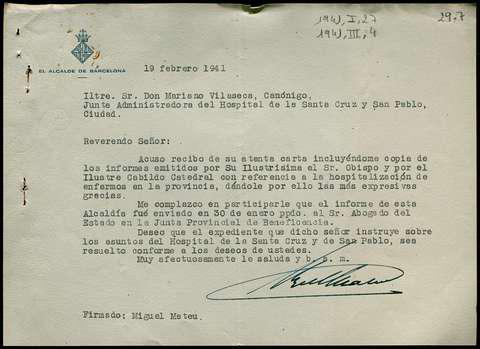 1941, I, 27
1941, III, 4
29.7
EL ALCALDE DE BARCELONA
19 febrero 1941
Iltre. Sr. Don Mariano Vilaseca, Canónigo,
Junta Administradora del Hospital de la Santa Cruz y San Pablo,
Ciudad.
Reverendo Señor:
Acuso recibo de su atenta carta incluyéndome copia de
los informes emitidos por Su Ilustrísima el Sr. Obispo y por el
Ilustre Cabildo Catedral con referencia a la hospitalización de
enfermos en la provincia, dándole por ello las más expresivas
gracias.
Me complazco en participarle que el informe de esta
Alcaldía fué enviado en 30 de enero ppdo. al Sr. Abogado del
Estado en la Junta Provincial de Beneficencia.
Deseo que el expediente que dicho señor instruye sobre
los asuntos del Hospital de la Santa Cruz y de San Pablo, sea
resuelto conforme a los deseos de ustedes.
Muy afectuosamente le saluda y b. s. m.
Firmado: Miguel Mateu.